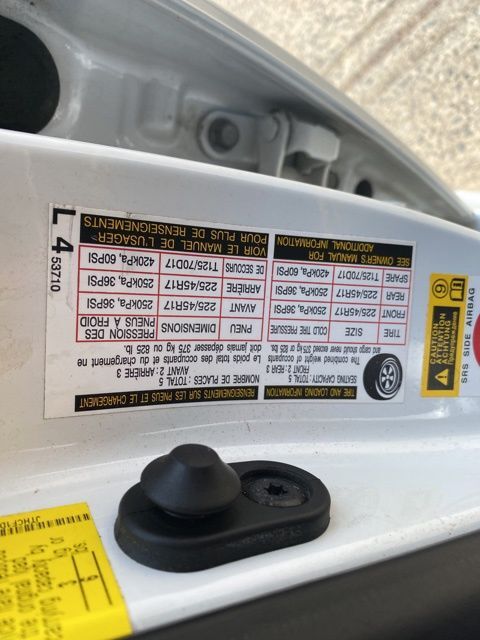 TIRE AND LOADING INFORMATION
RENSEIGNEMENTS SUR LES PNEUS ET LE CHARGEMENT
SEATING CAPACITY: TOTAL 5
FRONT 2: REAR 3
NOMBRE DE PLACES : TOTAL 5
AVANT 2: ARRIÈRE 3
The combined weight of occupants
and cargo should never exceed 375 kg or 825 lb.
Le poids total des occupants et du chargement ne
doit jamais dépasser 375 kg ou 825 lb.
TIRE SIZE COLD TIRE PRESSURE
PNEU DIMENSIONS PRESSION DES PNEUS À FROID
FRONT 225/45R17 250kPa, 36PSI
AVANT 225/45R17 250kPa, 36PSI
REAR 225/45R17 250kPa, 36PSI
ARRIÈRE 225/45R17 250kPa, 36PSI
SPARE T125/70D17 420kPa, 60PSI
DE SECOURS T125/70D17 420kPa, 60PSI
SEE OWNER'S MANUAL FOR
ADDITIONAL INFORMATION
VOIR LE MANUEL DE L'USAGER
POUR PLUS DE RENSEIGNEMENTS
L 4 53710
CAUTION
SRS SIDE AIRBAG